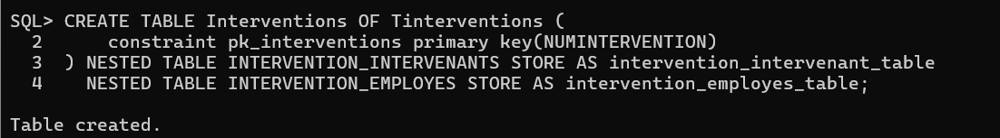 SQL> CREATE TABLE Interventions OF Tinterventions (
  2      constraint pk_interventions primary key(NUMINTERVENTION)
  3  ) NESTED TABLE INTERVENTION_INTERVENANTS STORE AS intervention_intervenant_table
  4    NESTED TABLE INTERVENTION_EMPLOYES STORE AS intervention_employes_table;
Table created.